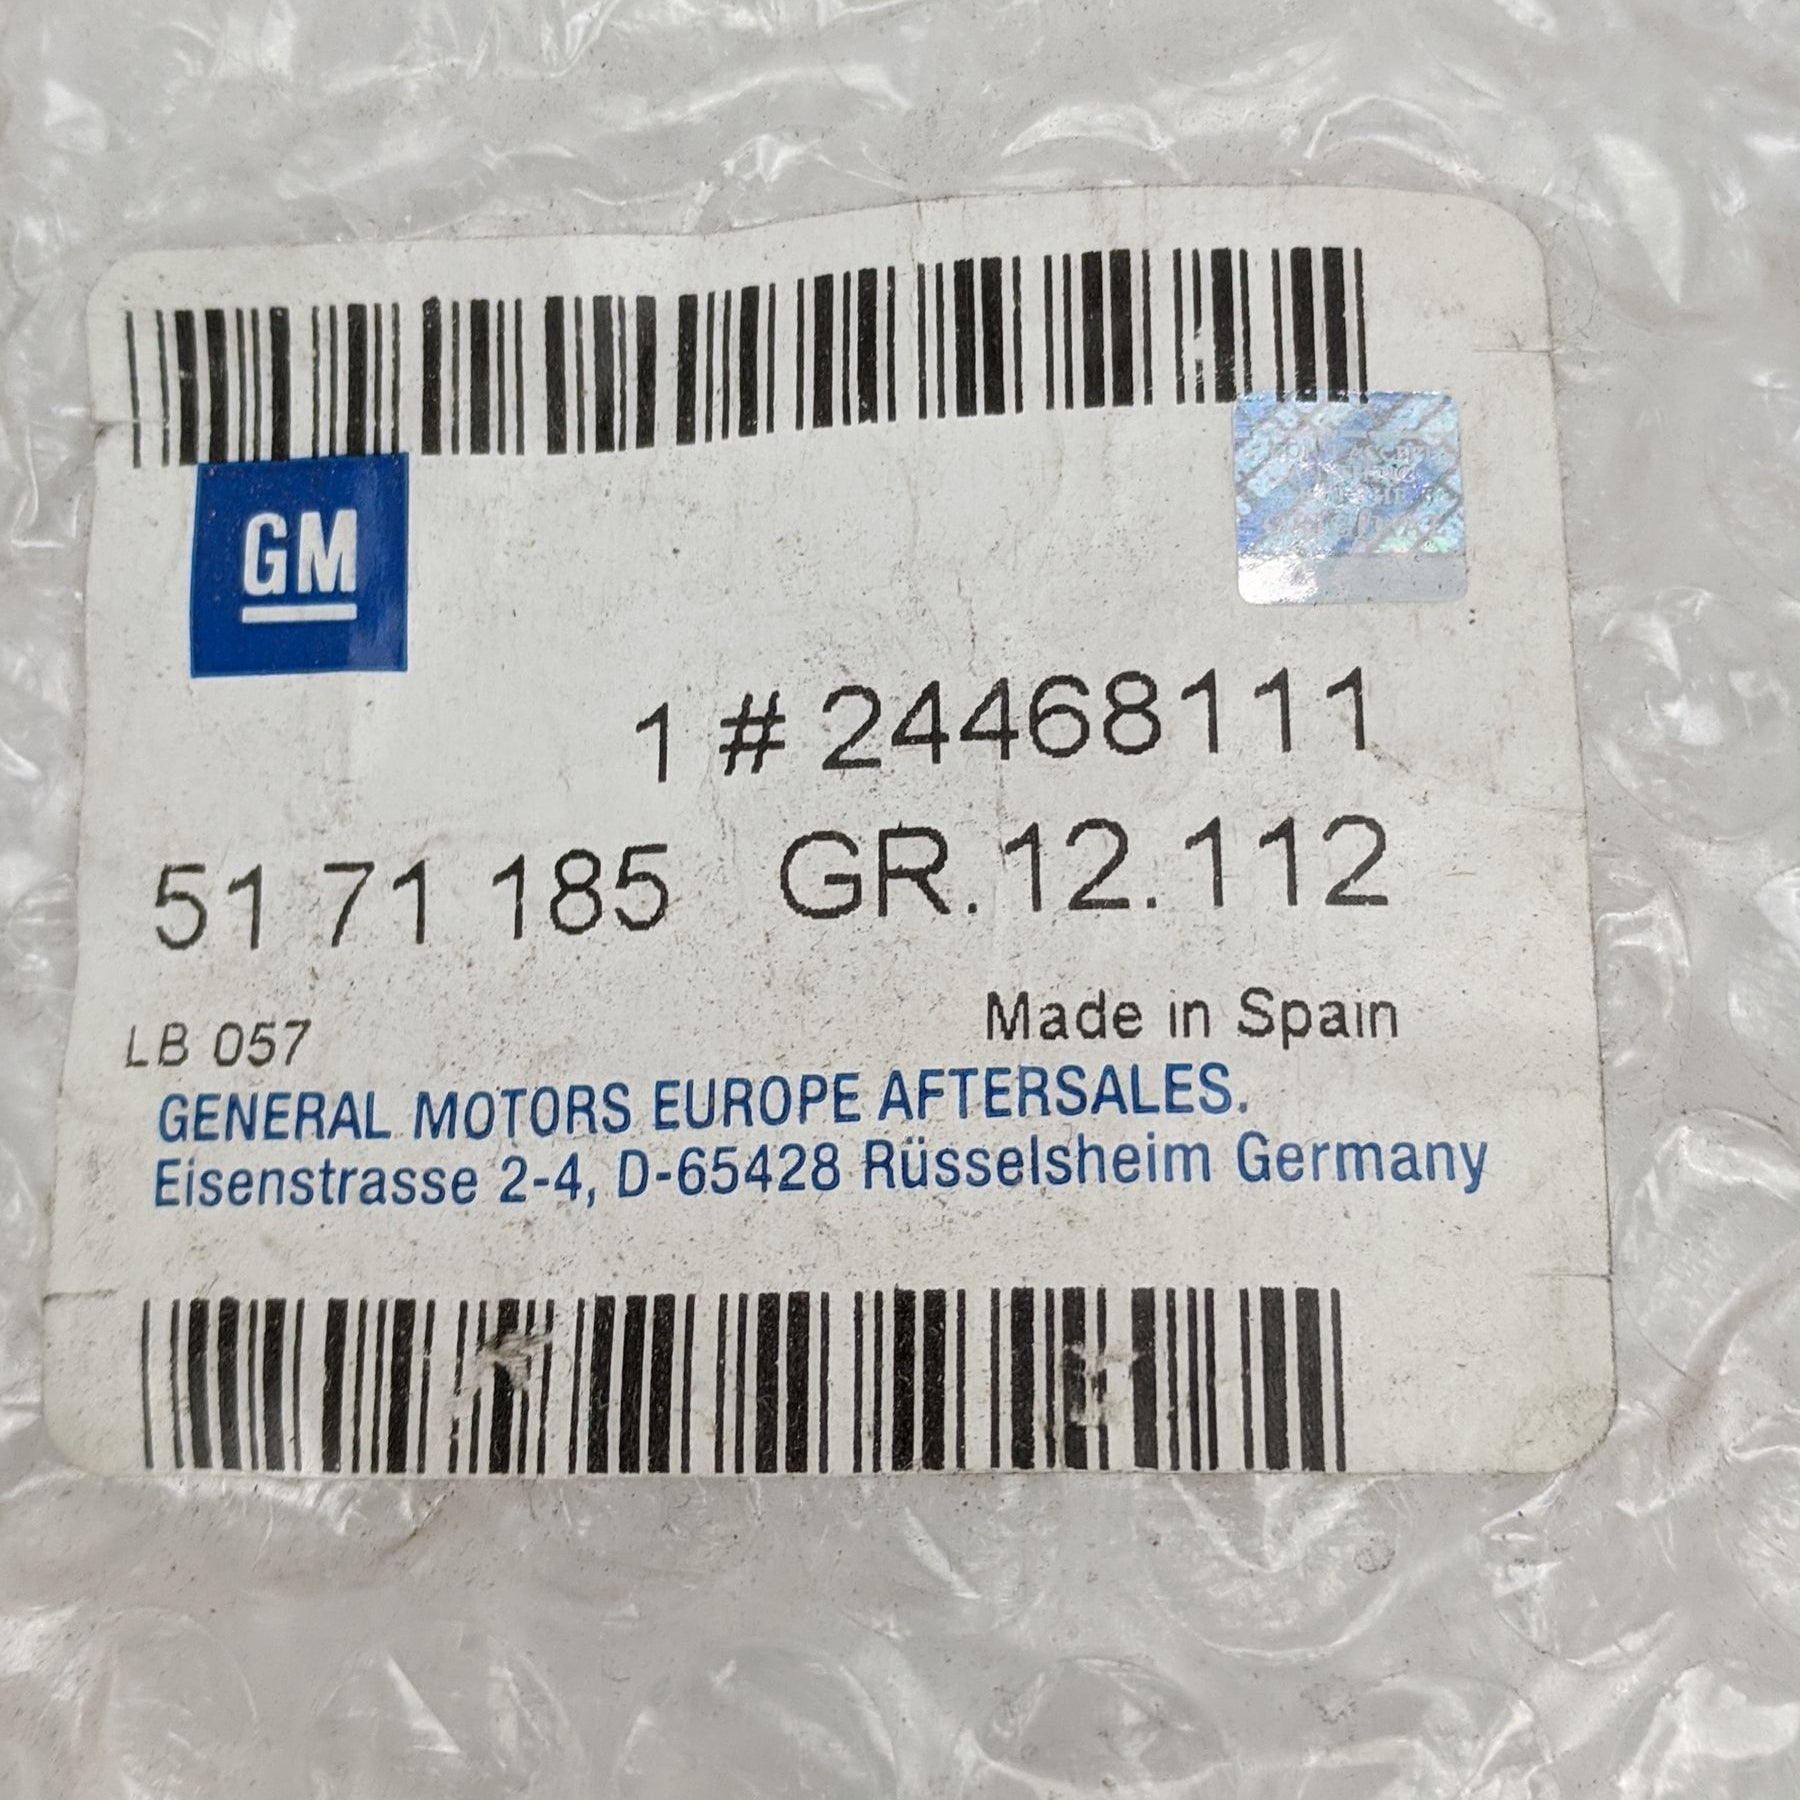 GM
1 # 24468111
51 71 185 GR. 12. 112
LB 057 Made in Spain
GENERAL MOTORS EUROPE AFTERSALES.
Eisenstrasse 2-4, D-65428 Rüsselsheim Germany